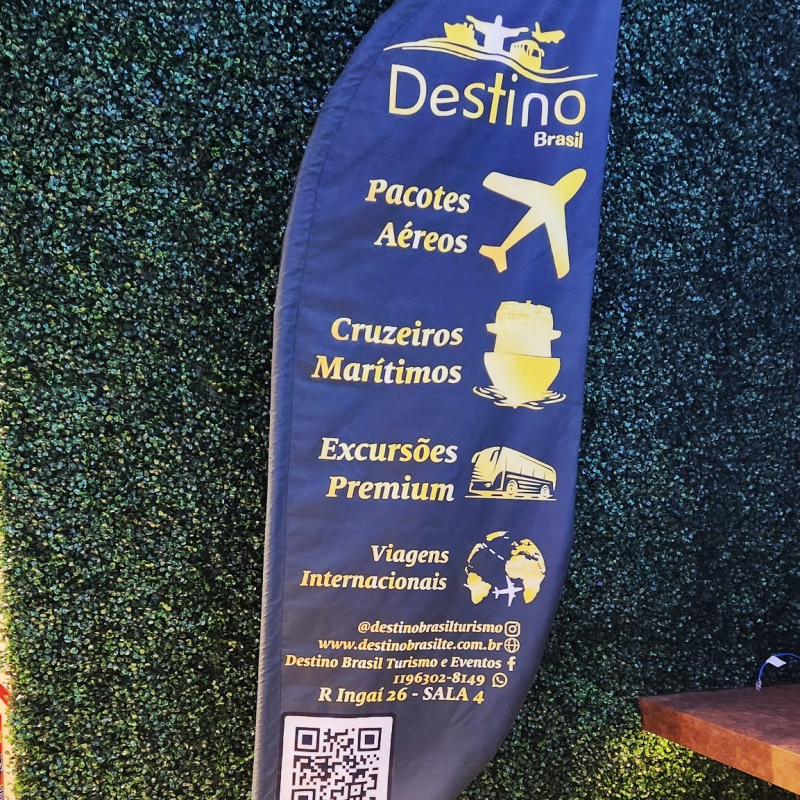 Destino
Brasil
Pacotes
Aéreos
Cruzeiros
Marítimos
Excursões
Premium
Viagens
Internacionais
@destinobrasilturismo
www.destinobrasilte.com.br
Destino Brasil Turismo e Eventos
1196302-8149
R Ingaí 26 - SALA 4